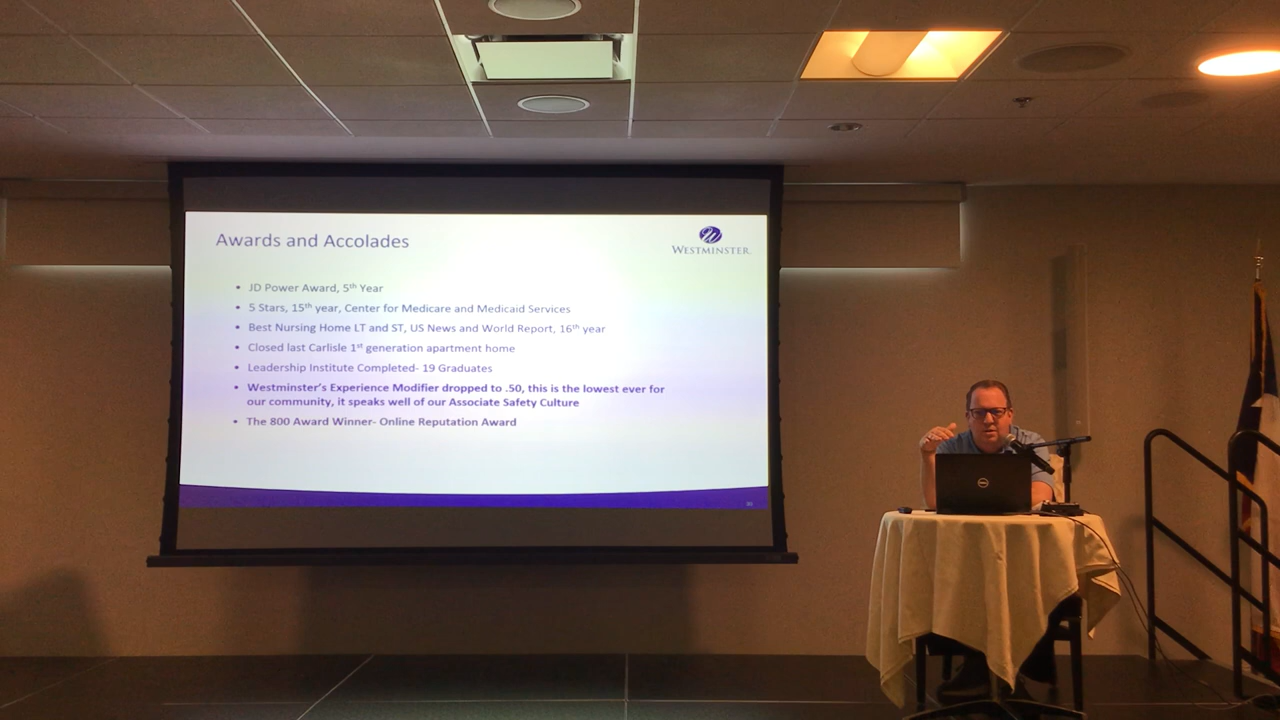 Awards and Accolades
WESTMINSTER
• JD Power Award, 5th Year
• 5 Stars, 15th year, Center for Medicare and Medicaid Services
• Best Nursing Home LT and ST, US News and World Report, 16th year
• Closed last Carlisle 1st generation apartment home
• Leadership Institute Completed- 19 Graduates
• Westminster's Experience Modifier dropped to .50, this is the lowest ever for
our community, it speaks well of our Associate Safety Culture
• The 800 Award Winner- Online Reputation Award
DELL